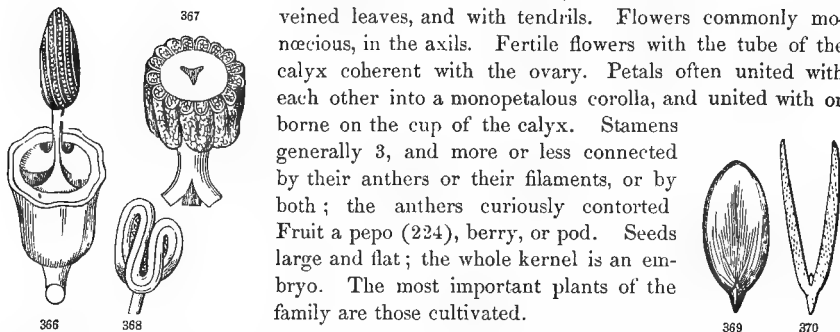 367
veined leaves, and with tendrils. Flowers commonly mo-
nœcious, in the axils. Fertile flowers with the tube of the
calyx coherent with the ovary. Petals often united with
each other into a monopetalous corolla, and united with or
borne on the cup of the calyx. Stamens
generally 3, and more or less connected
by their anthers or their filaments, or by
both; the anthers curiously contorted
Fruit a pepo (224), berry, or pod. Seeds
large and flat; the whole kernel is an em-
bryo. The most important plants of the
family are those cultivated.
366
368
369
370